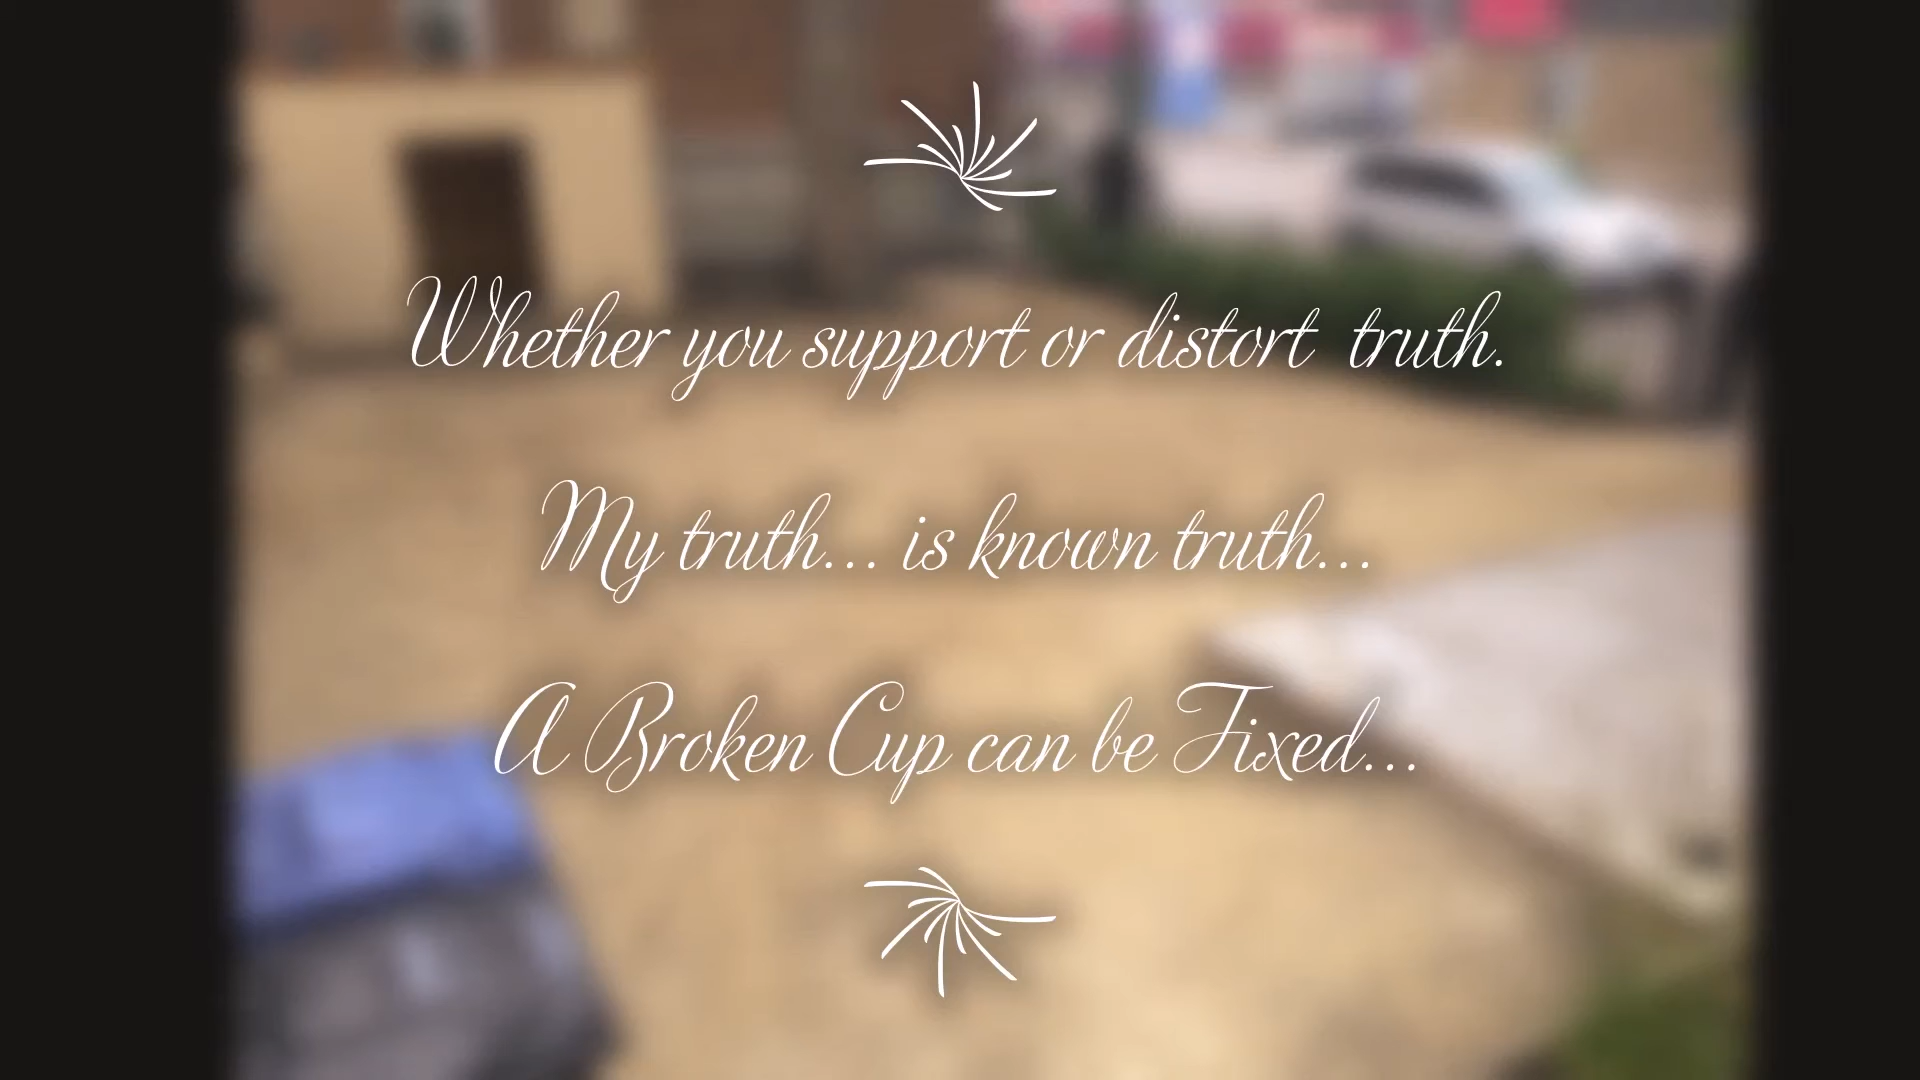 Whether you support or distort truth.
My truth... is known truth...
A Broken Cup can be Fixed...